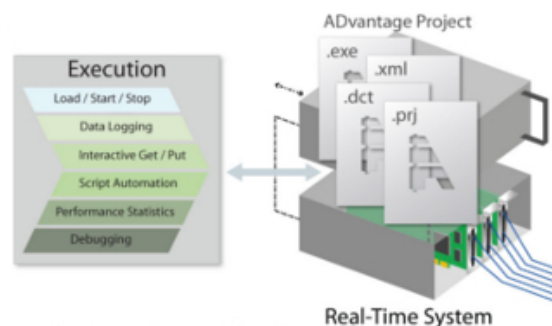 ADvantage Project
.exe
.xml
.dct
.prj
Execution
Load / Start / Stop
Data Logging
Interactive Get / Put
Script Automation
Performance Statistics
Debugging
Real-Time System